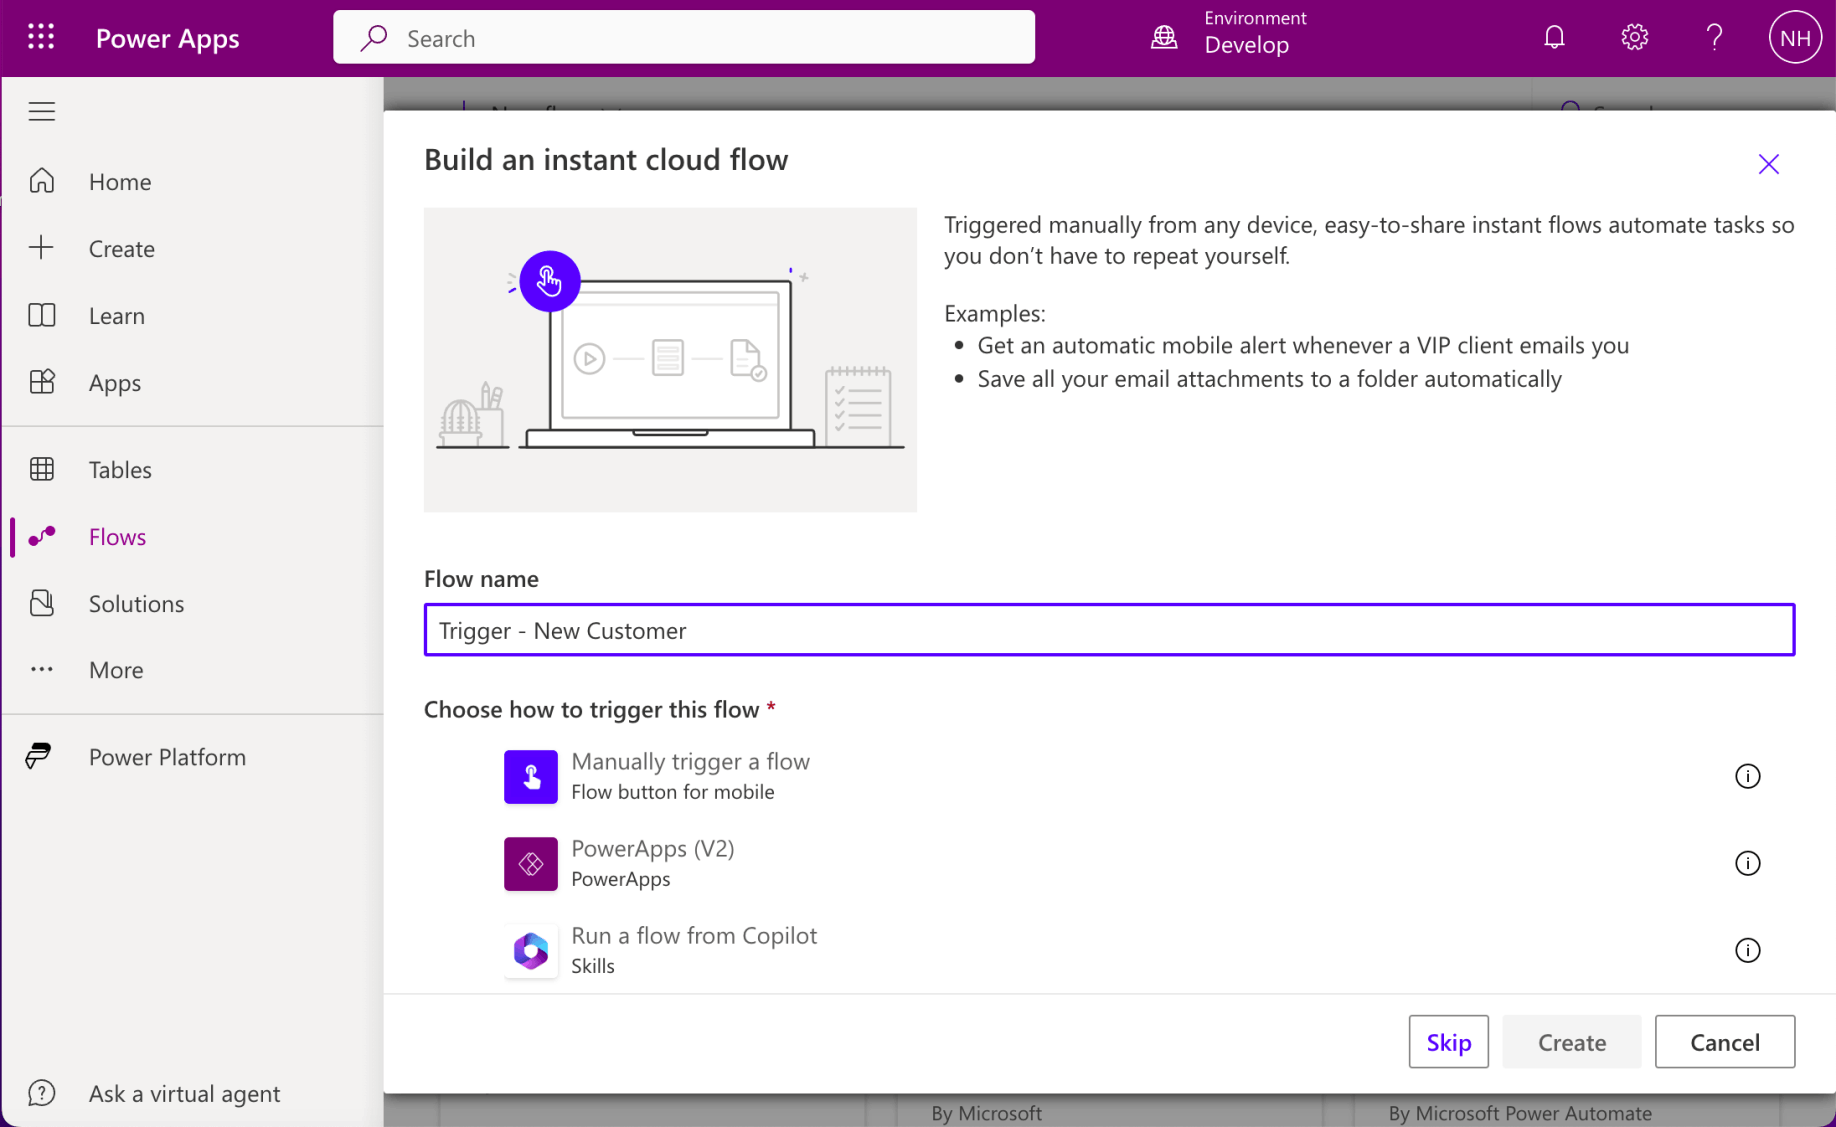 Power Apps
Search
Environment
Develop
NH
Home
Create
Learn
Apps
Tables
Flows
Solutions
More
Power Platform
Ask a virtual agent
Build an instant cloud flow
Triggered manually from any device, easy-to-share instant flows automate tasks so
you don’t have to repeat yourself.
Examples:
Get an automatic mobile alert whenever a VIP client emails you
Save all your email attachments to a folder automatically
Flow name
Trigger - New Customer
Choose how to trigger this flow *
Manually trigger a flow
Flow button for mobile
PowerApps (V2)
PowerApps
Run a flow from Copilot
Skills
Skip
Create
Cancel
By Microsoft
By Microsoft Power Automate